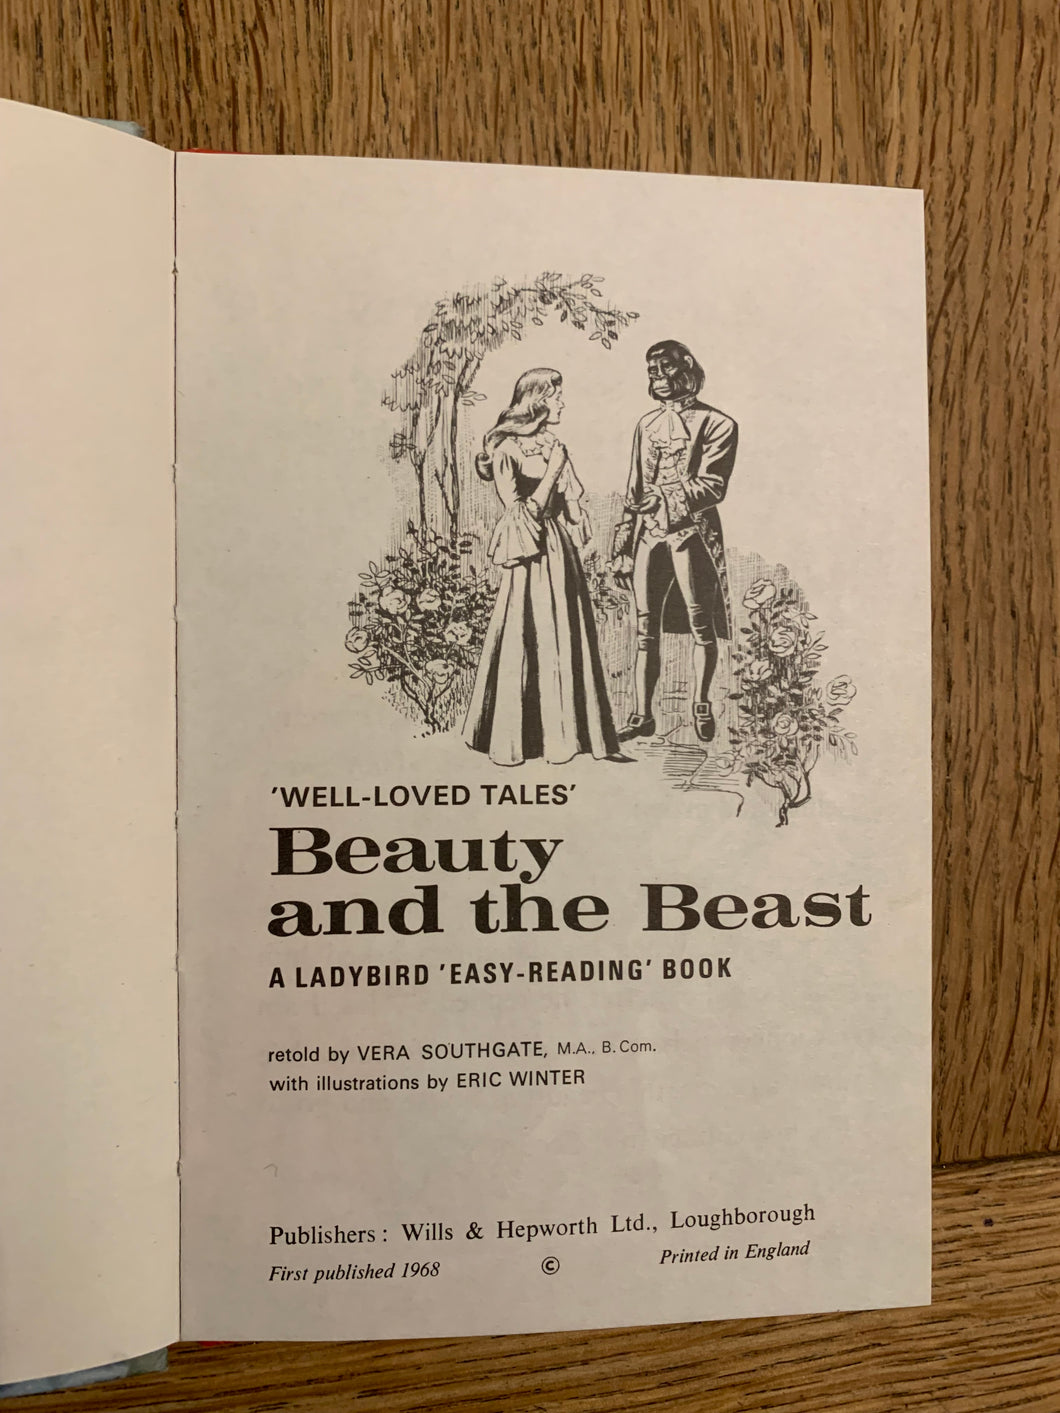 'WELL-LOVED TALES'
Beauty
and the Beast
A LADYBIRD 'EASY-READING' BOOK
retold by VERA SOUTHGATE, M.A., B.Com.
with illustrations by ERIC WINTER
Publishers: Wills & Hepworth Ltd., Loughborough
First published 1968 © Printed in England